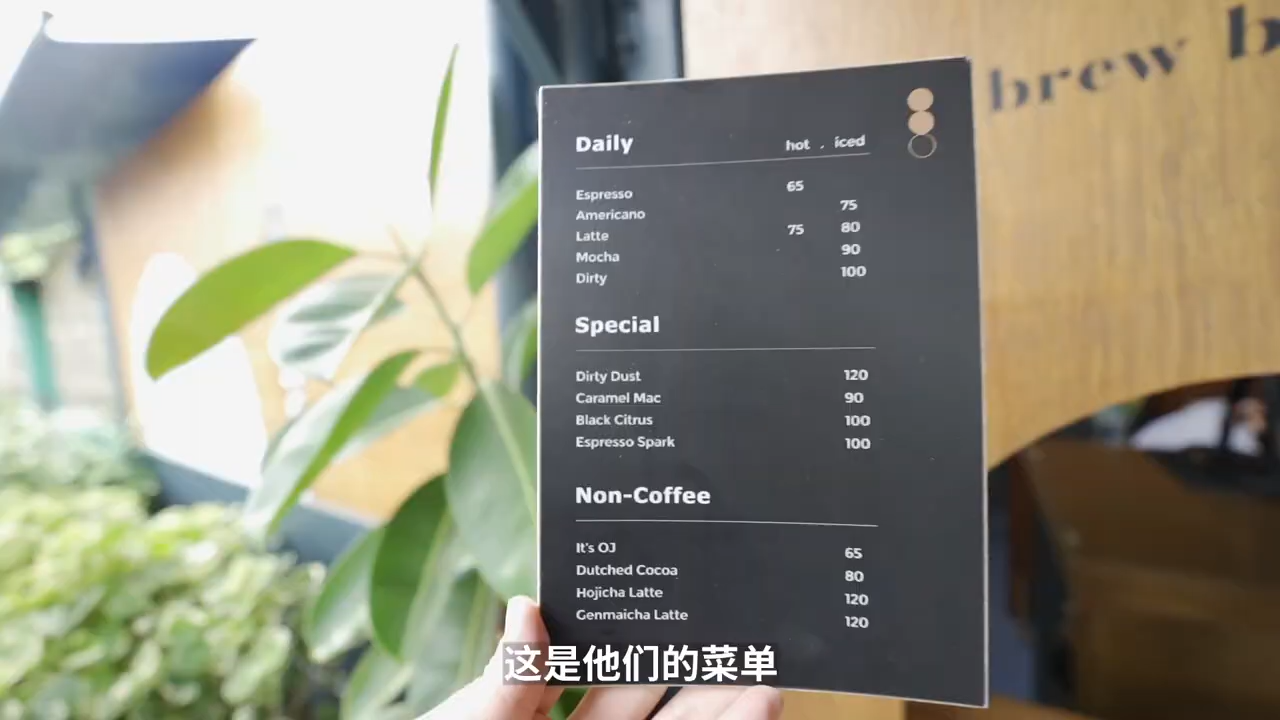 brew b
Daily hot . iced
Espresso 65
Americano 75
Latte 75 80
Mocha 90
Dirty 100
Special
Dirty Dust 120
Caramel Mac 90
Black Citrus 100
Espresso Spark 100
Non-Coffee
It's OJ 65
Dutched Cocoa 80
Hojicha Latte 120
Genmaicha Latte 120
这是他们的菜单